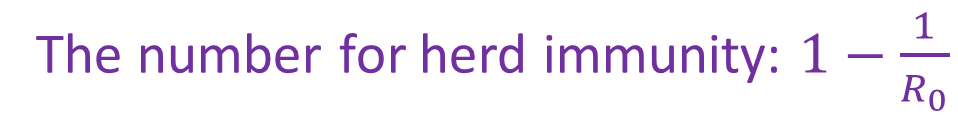 The number for herd immunity: 1 − 1/R₀